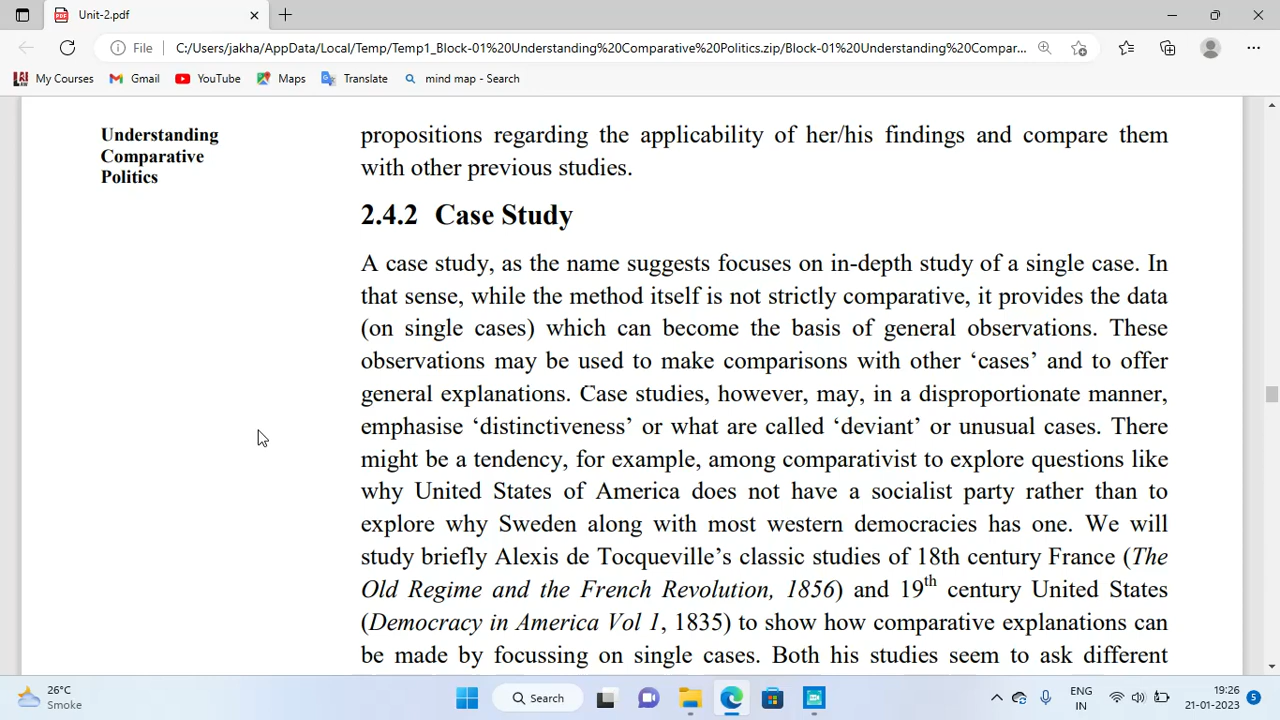 Unit-2.pdf
File
C:/Users/jakha/AppData/Local/Temp/Temp1_Block-01%20Understanding%20Comparative%20Politics.zip/Block-01%20Understanding%20Compar...
My Courses Gmail YouTube Maps Translate mind map - Search
Understanding
Comparative
Politics
propositions regarding the applicability of her/his findings and compare them
with other previous studies.
2.4.2 Case Study
A case study, as the name suggests focuses on in-depth study of a single case. In
that sense, while the method itself is not strictly comparative, it provides the data
(on single cases) which can become the basis of general observations. These
observations may be used to make comparisons with other ‘cases’ and to offer
general explanations. Case studies, however, may, in a disproportionate manner,
emphasise ‘distinctiveness’ or what are called ‘deviant’ or unusual cases. There
might be a tendency, for example, among comparativist to explore questions like
why United States of America does not have a socialist party rather than to
explore why Sweden along with most western democracies has one. We will
study briefly Alexis de Tocqueville’s classic studies of 18th century France (The
Old Regime and the French Revolution, 1856) and 19th century United States
(Democracy in America Vol 1, 1835) to show how comparative explanations can
be made by focussing on single cases. Both his studies seem to ask different
26°C
Smoke
Search
ENG
IN
19:26
21-01-2023
5